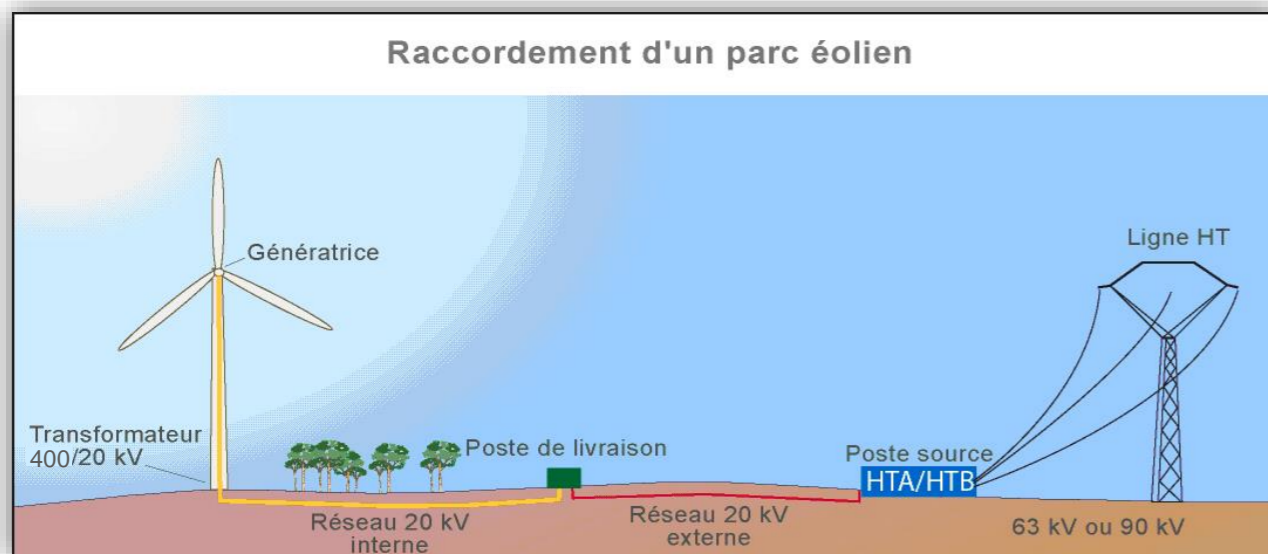 Raccordement d'un parc éolien
Génératrice
Ligne HT
Transformateur
400/20 kV
Poste de livraison
Poste source
HTA/HTB
Réseau 20 kV
interne
Réseau 20 kV
externe
63 kV ou 90 kV